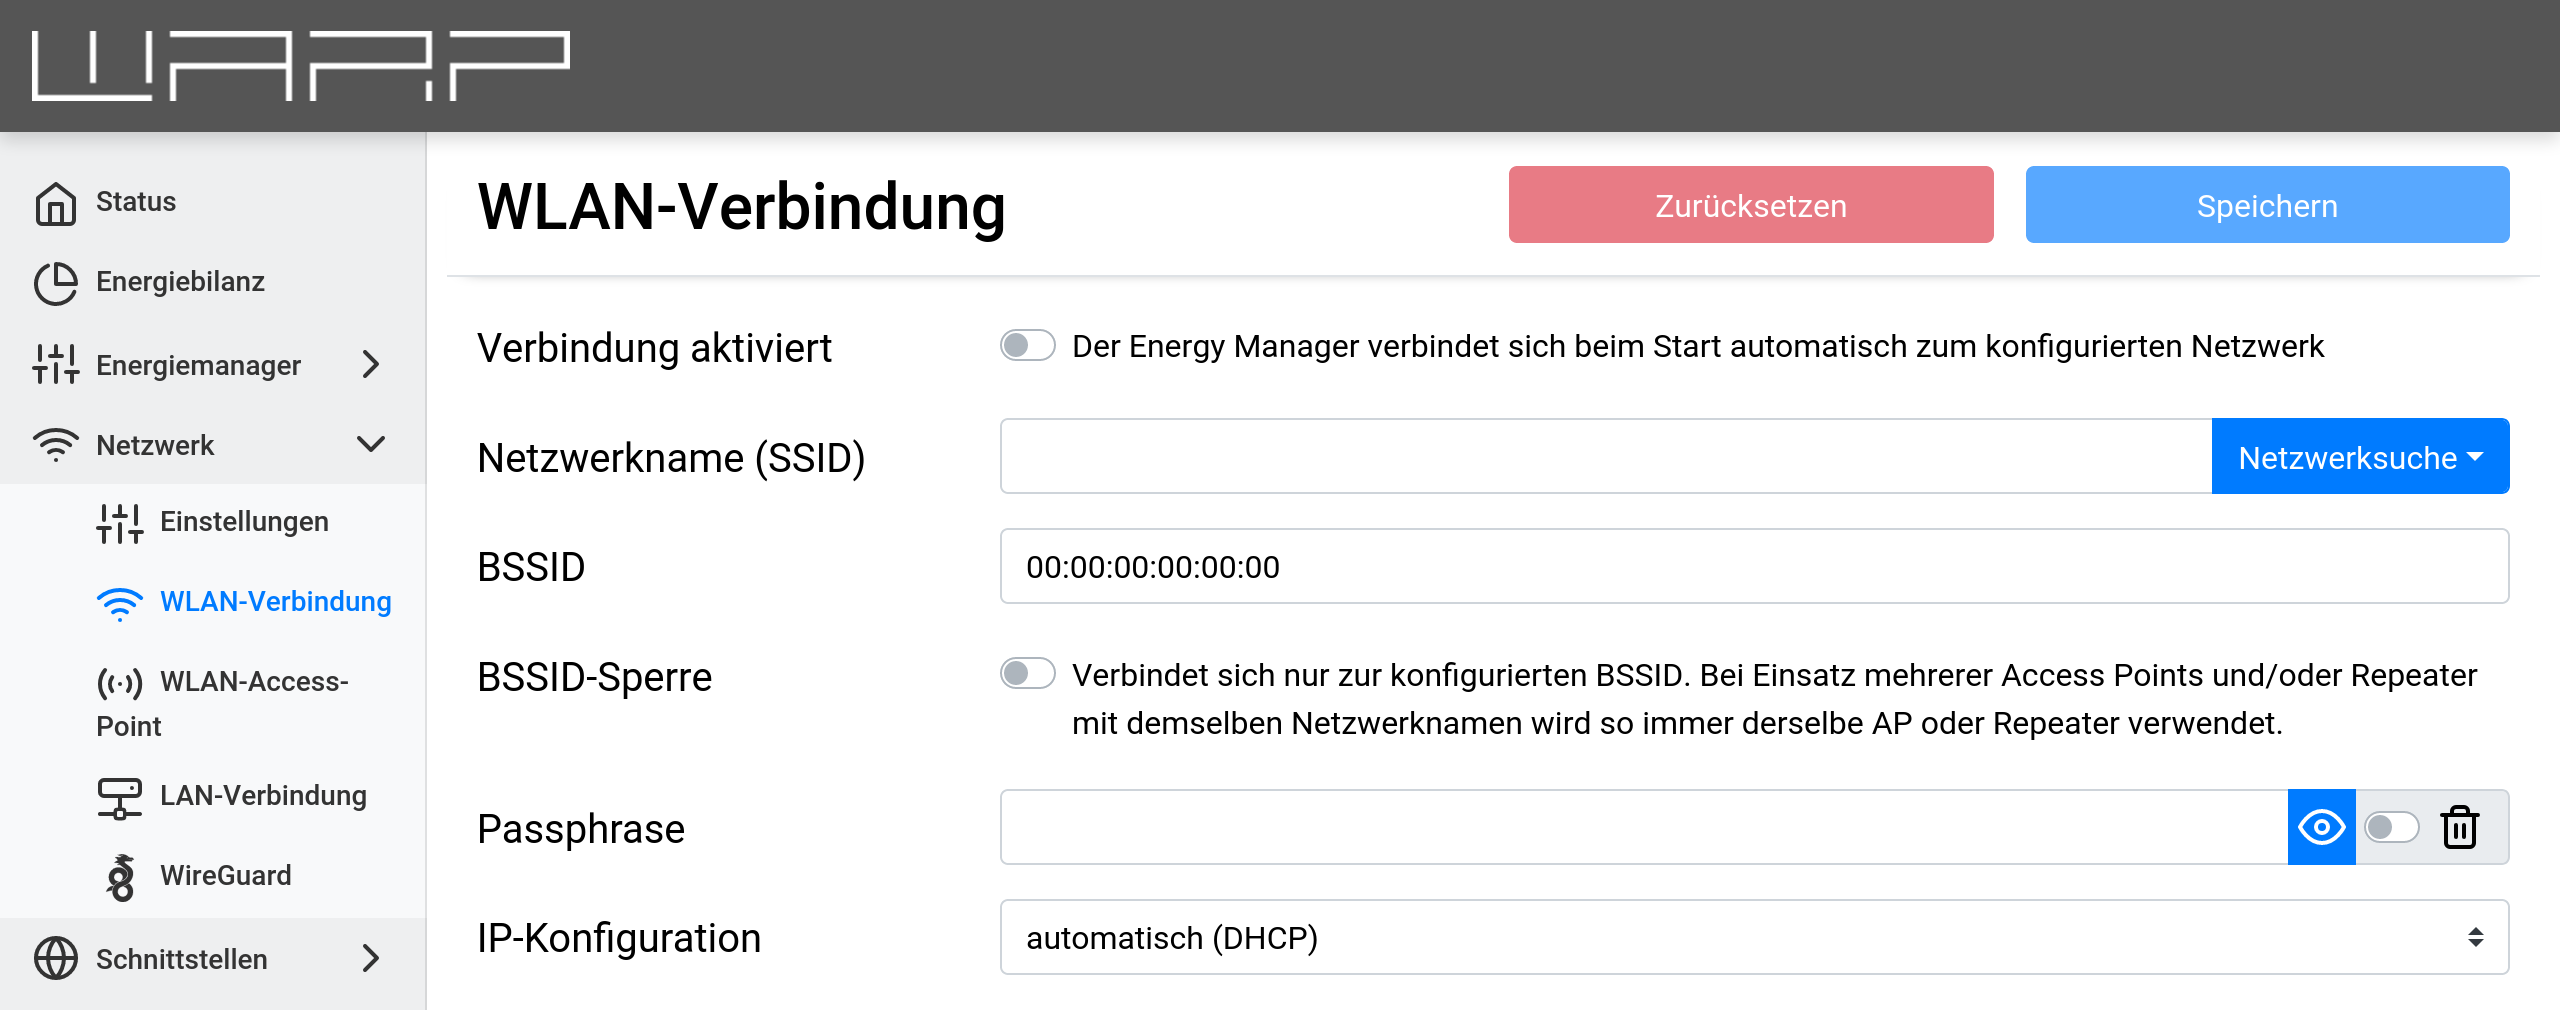 WARP
Status
Energiebilanz
Energiemanager
Netzwerk
Einstellungen
WLAN-Verbindung
WLAN-Access-
Point
LAN-Verbindung
WireGuard
Schnittstellen
WLAN-Verbindung
Zurücksetzen
Speichern
Verbindung aktiviert
Der Energy Manager verbindet sich beim Start automatisch zum konfigurierten Netzwerk
Netzwerkname (SSID)
Netzwerksuche
BSSID
00:00:00:00:00:00
BSSID-Sperre
Verbindet sich nur zur konfigurierten BSSID. Bei Einsatz mehrerer Access Points und/oder Repeater
mit demselben Netzwerknamen wird so immer derselbe AP oder Repeater verwendet.
Passphrase
IP-Konfiguration
automatisch (DHCP)